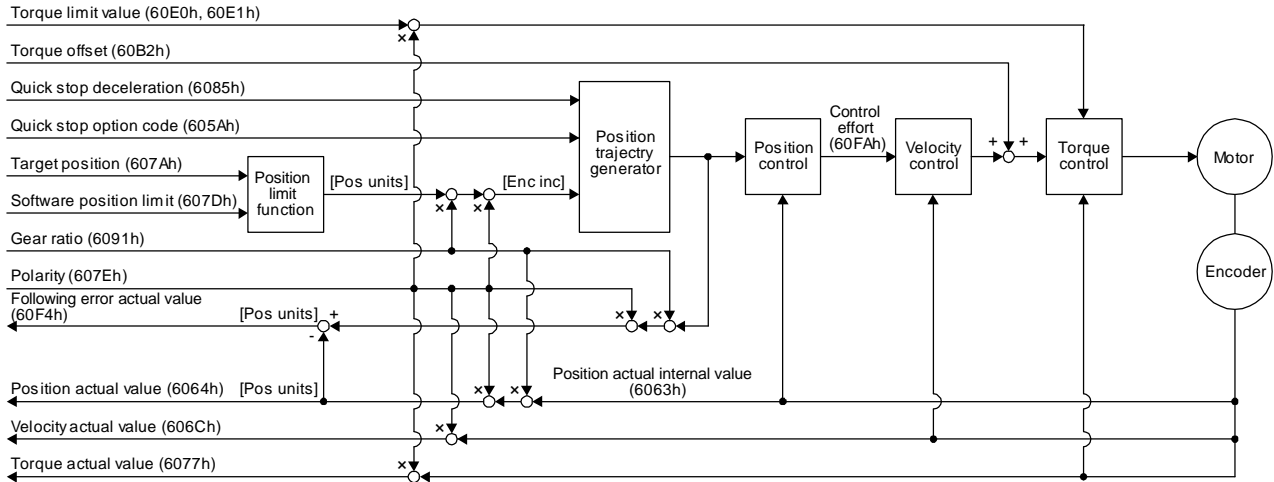 Torque limit value (60E0h, 60E1h)
×
Torque offset (60B2h)
Quick stop deceleration (6085h)
Quick stop option code (605Ah)
Target position (607Ah)
Software position limit (607Dh)
Position
limit
function
[Pos units]
×
×
[Enc inc]
Position
trajectry
generator
Position
control
Control
effort
(60FAh)
Velocity
control
+
+
Torque
control
Motor
Encoder
Gear ratio (6091h)
Polarity (607Eh)
Following error actual value
(60F4h)
[Pos units]
+
-
×
×
Position actual value (6064h)
[Pos units]
×
×
Position actual internal value
(6063h)
Velocity actual value (606Ch)
×
Torque actual value (6077h)
×